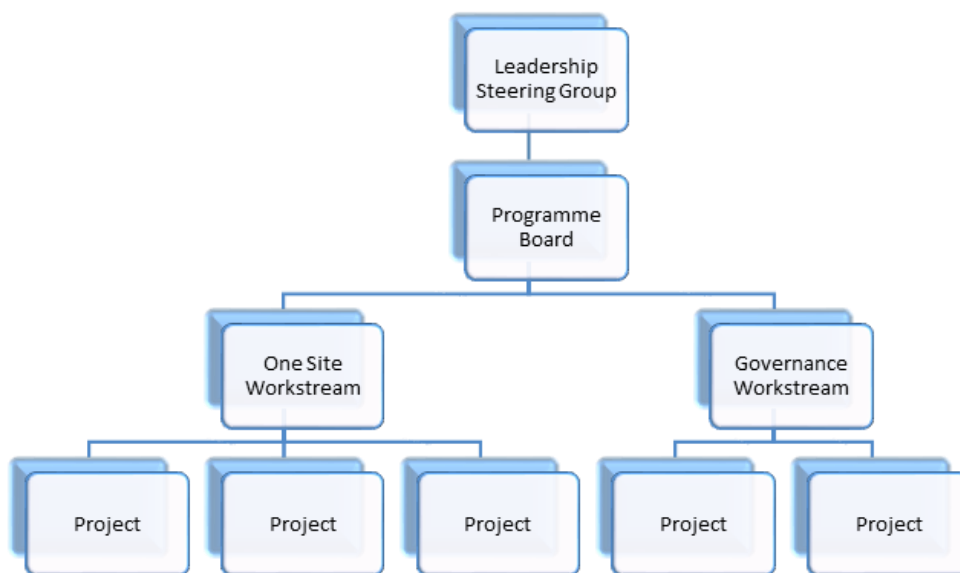 Leadership
Steering Group
Programme
Board
One Site
Workstream
Governance
Workstream
Project
Project
Project
Project
Project